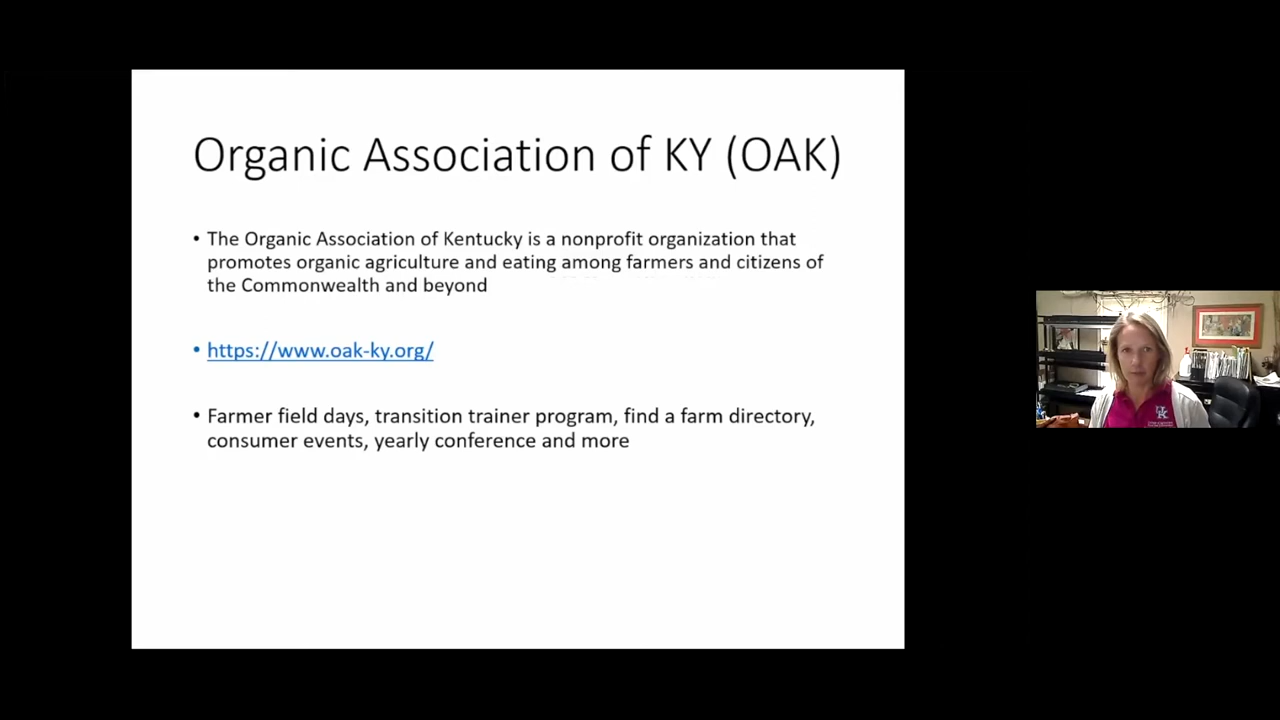 Organic Association of KY (OAK)
• The Organic Association of Kentucky is a nonprofit organization that
promotes organic agriculture and eating among farmers and citizens of
the Commonwealth and beyond
• https://www.oak-ky.org/
• Farmer field days, transition trainer program, find a farm directory,
consumer events, yearly conference and more
UK